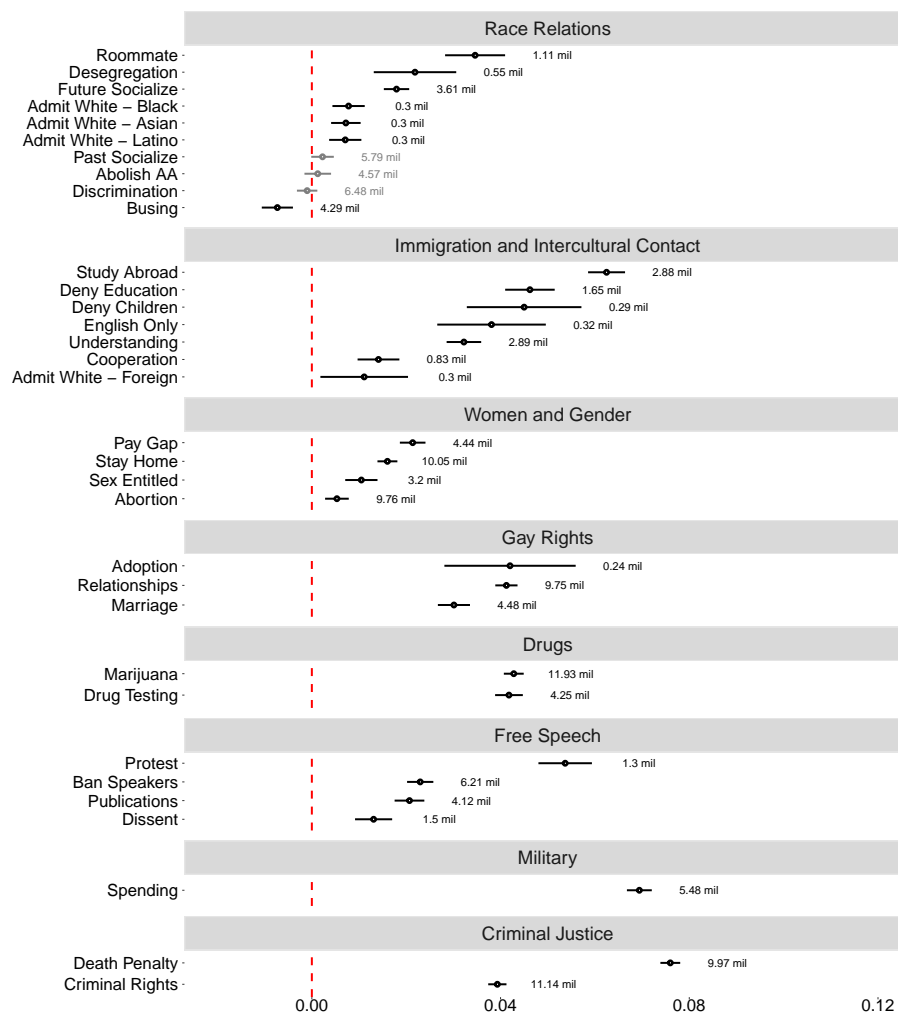 Race Relations
Roommate 1.11 mil
Desegregation 0.55 mil
Future Socialize 3.61 mil
Admit White − Black 0.3 mil
Admit White − Asian 0.3 mil
Admit White − Latino 0.3 mil
Past Socialize 5.79 mil
Abolish AA 4.57 mil
Discrimination 6.48 mil
Busing 4.29 mil
Immigration and Intercultural Contact
Study Abroad 2.88 mil
Deny Education 1.65 mil
Deny Children 0.29 mil
English Only 0.32 mil
Understanding 2.89 mil
Cooperation 0.83 mil
Admit White − Foreign 0.3 mil
Women and Gender
Pay Gap 4.44 mil
Stay Home 10.05 mil
Sex Entitled 3.2 mil
Abortion 9.76 mil
Gay Rights
Adoption 0.24 mil
Relationships 9.75 mil
Marriage 4.48 mil
Drugs
Marijuana 11.93 mil
Drug Testing 4.25 mil
Free Speech
Protest 1.3 mil
Ban Speakers 6.21 mil
Publications 4.12 mil
Dissent 1.5 mil
Military
Spending 5.48 mil
Criminal Justice
Death Penalty 9.97 mil
Criminal Rights 11.14 mil
0.00 0.04 0.08 0.12